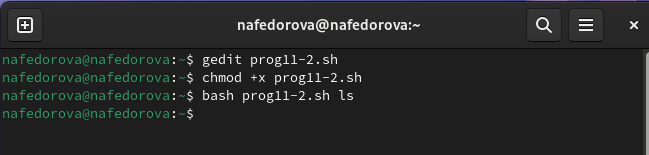 nafedorova@nafedorova:~
nafedorova@nafedorova:~$ gedit prog11-2.sh
nafedorova@nafedorova:~$ chmod +x prog11-2.sh
nafedorova@nafedorova:~$ bash prog11-2.sh ls
nafedorova@nafedorova:~$